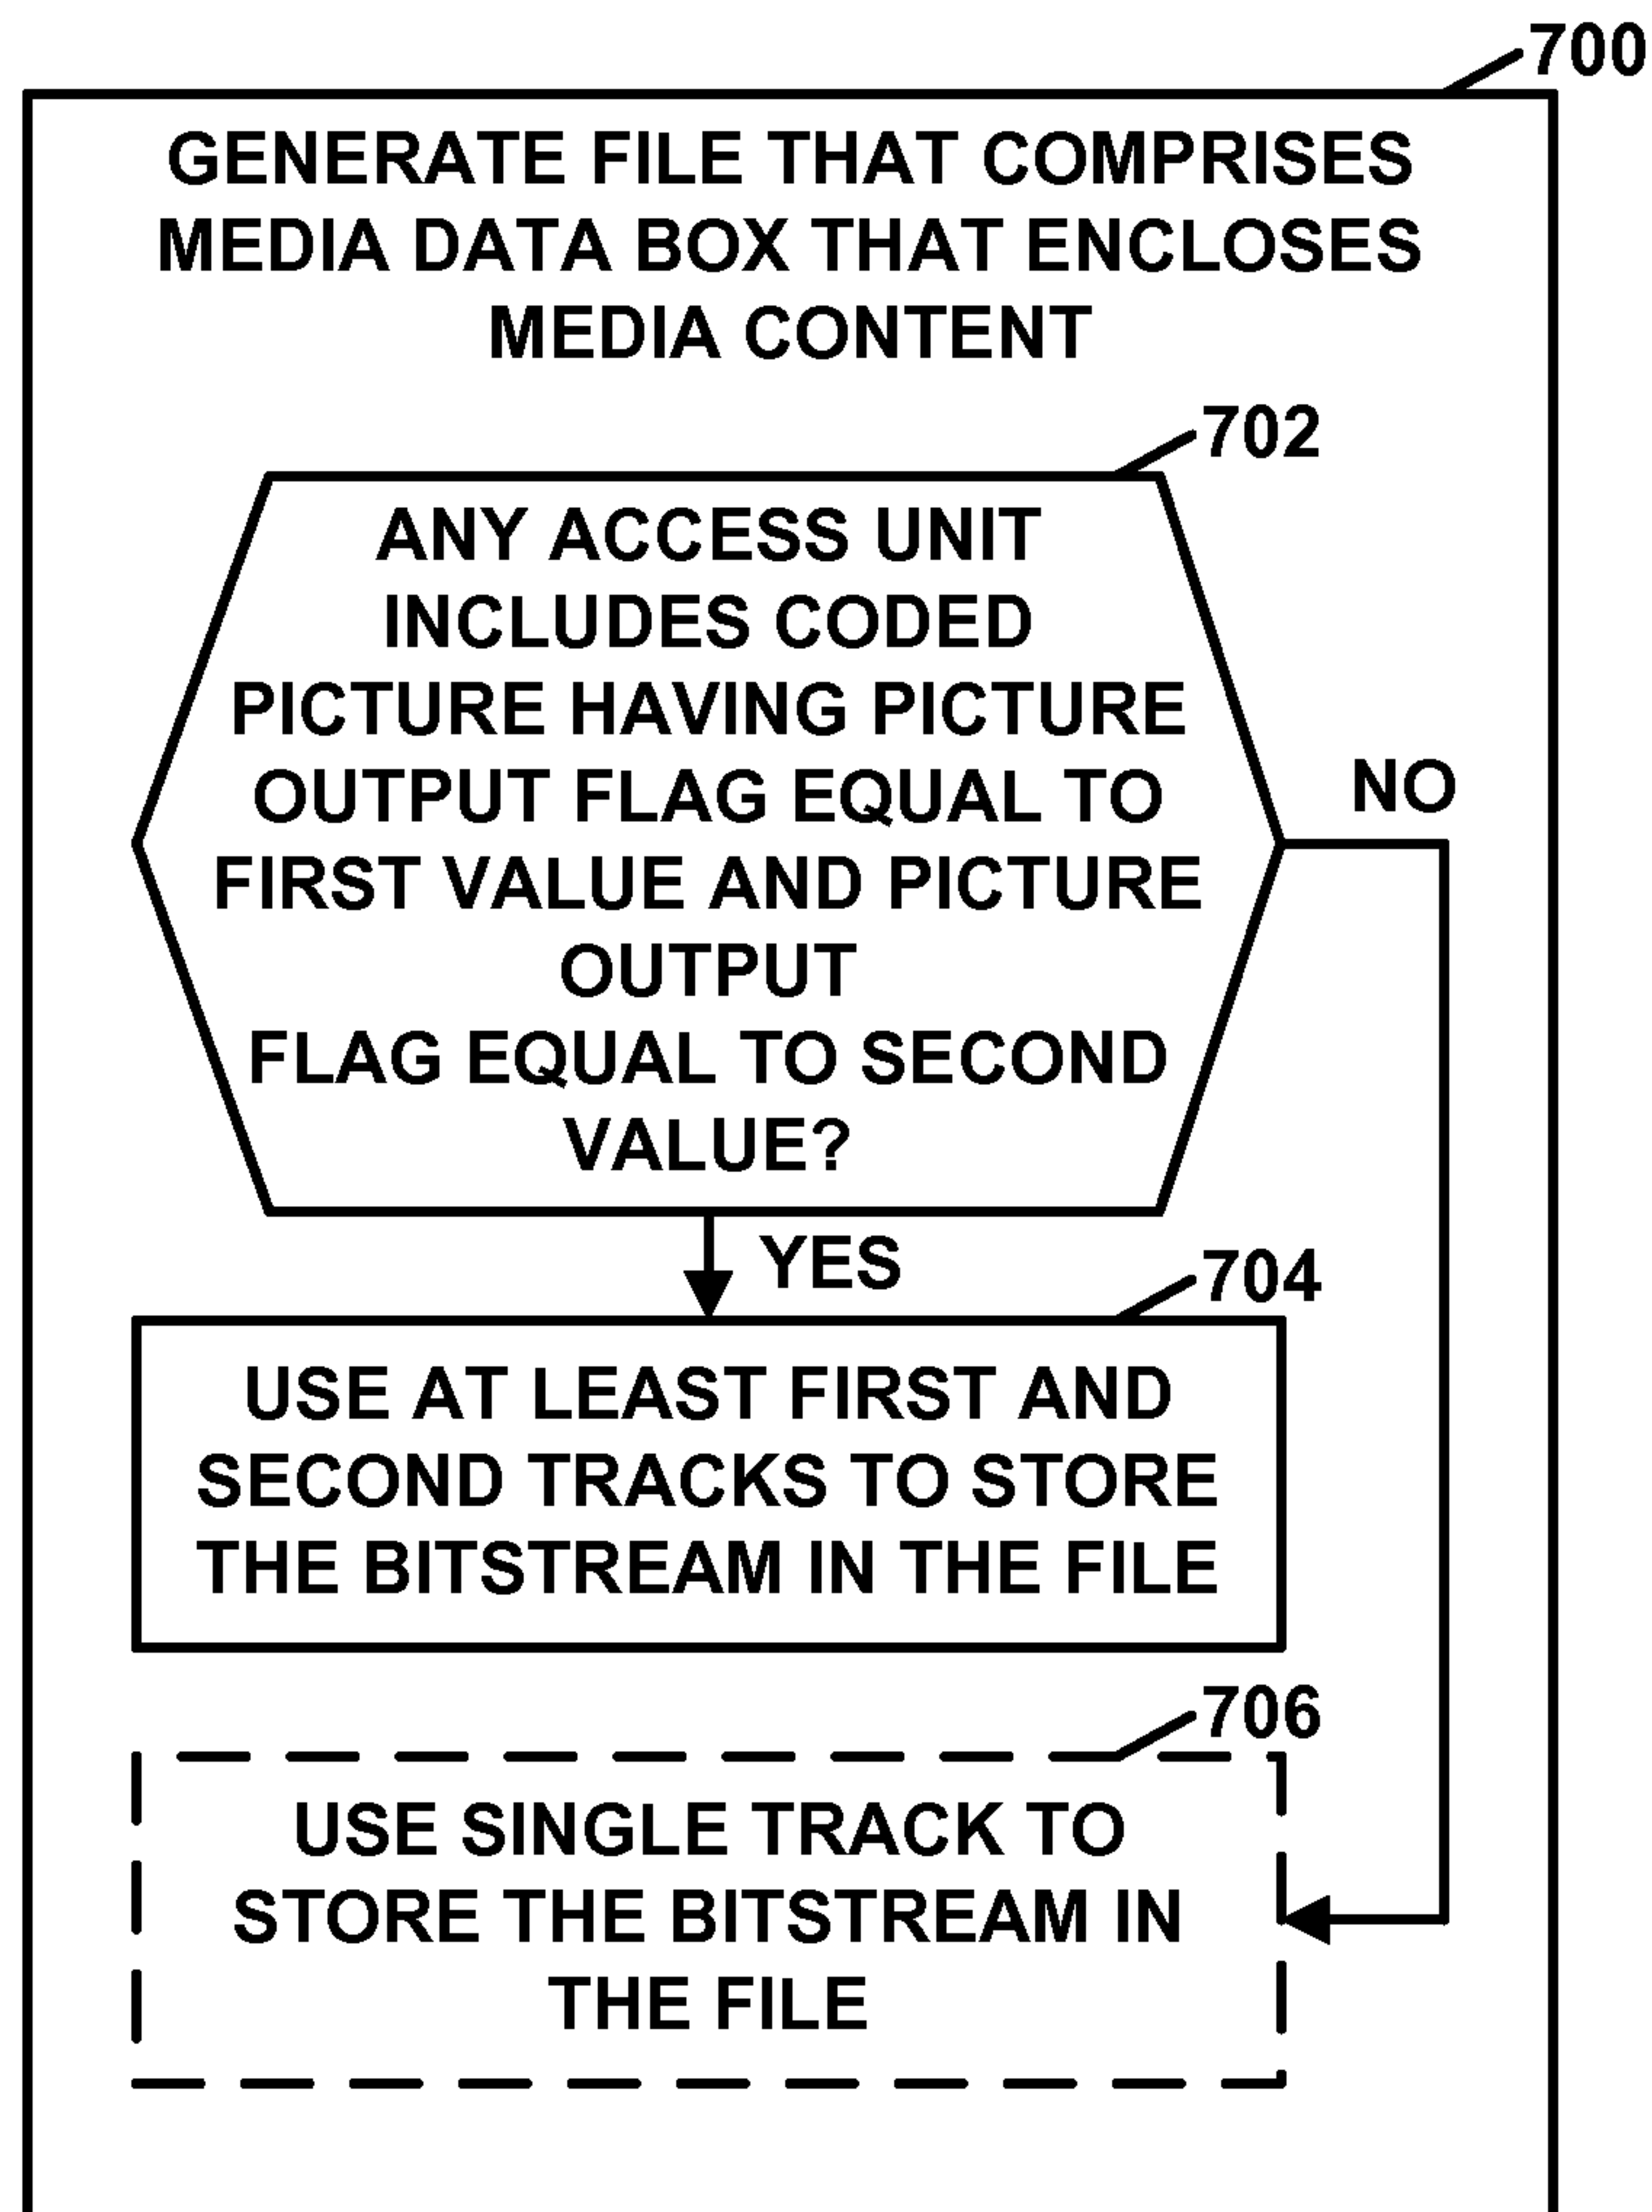 700
GENERATE FILE THAT COMPRISES
MEDIA DATA BOX THAT ENCLOSES
MEDIA CONTENT
702
ANY ACCESS UNIT
INCLUDES CODED
PICTURE HAVING PICTURE
OUTPUT FLAG EQUAL TO
FIRST VALUE AND PICTURE
OUTPUT
FLAG EQUAL TO SECOND
VALUE?
NO
YES
704
USE AT LEAST FIRST AND
SECOND TRACKS TO STORE
THE BITSTREAM IN THE FILE
706
USE SINGLE TRACK TO
STORE THE BITSTREAM IN
THE FILE